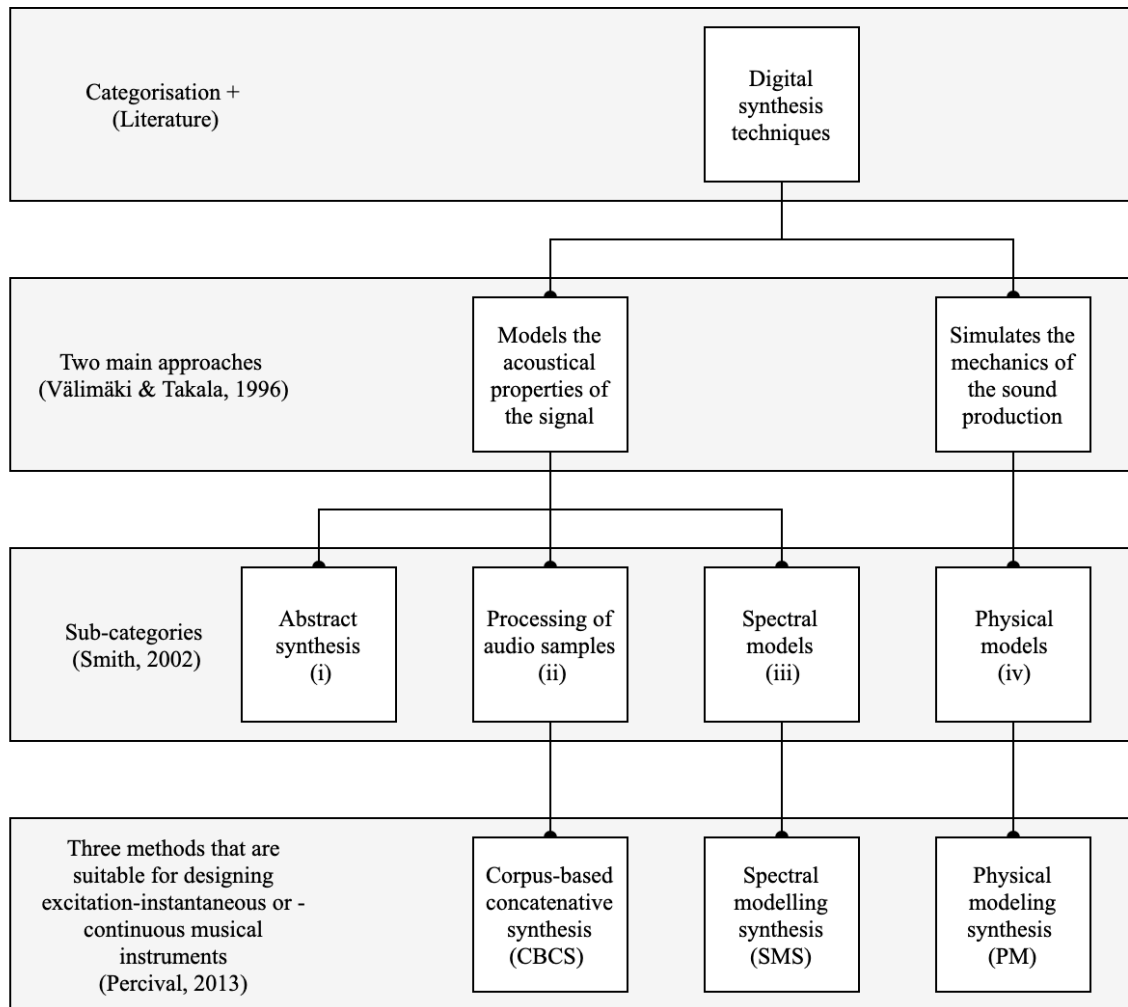 Categorisation +
(Literature)
Digital
synthesis
techniques
Two main approaches
(Välimäki & Takala, 1996)
Models the
acoustical
properties of
the signal
Simulates the
mechanics of
the sound
production
Sub-categories
(Smith, 2002)
Abstract
synthesis
(i)
Processing of
audio samples
(ii)
Spectral
models
(iii)
Physical
models
(iv)
Three methods that are
suitable for designing
excitation-instantaneous or -
continuous musical
instruments
(Percival, 2013)
Corpus-based
concatenative
synthesis
(CBCS)
Spectral
modelling
synthesis
(SMS)
Physical
modeling
synthesis
(PM)